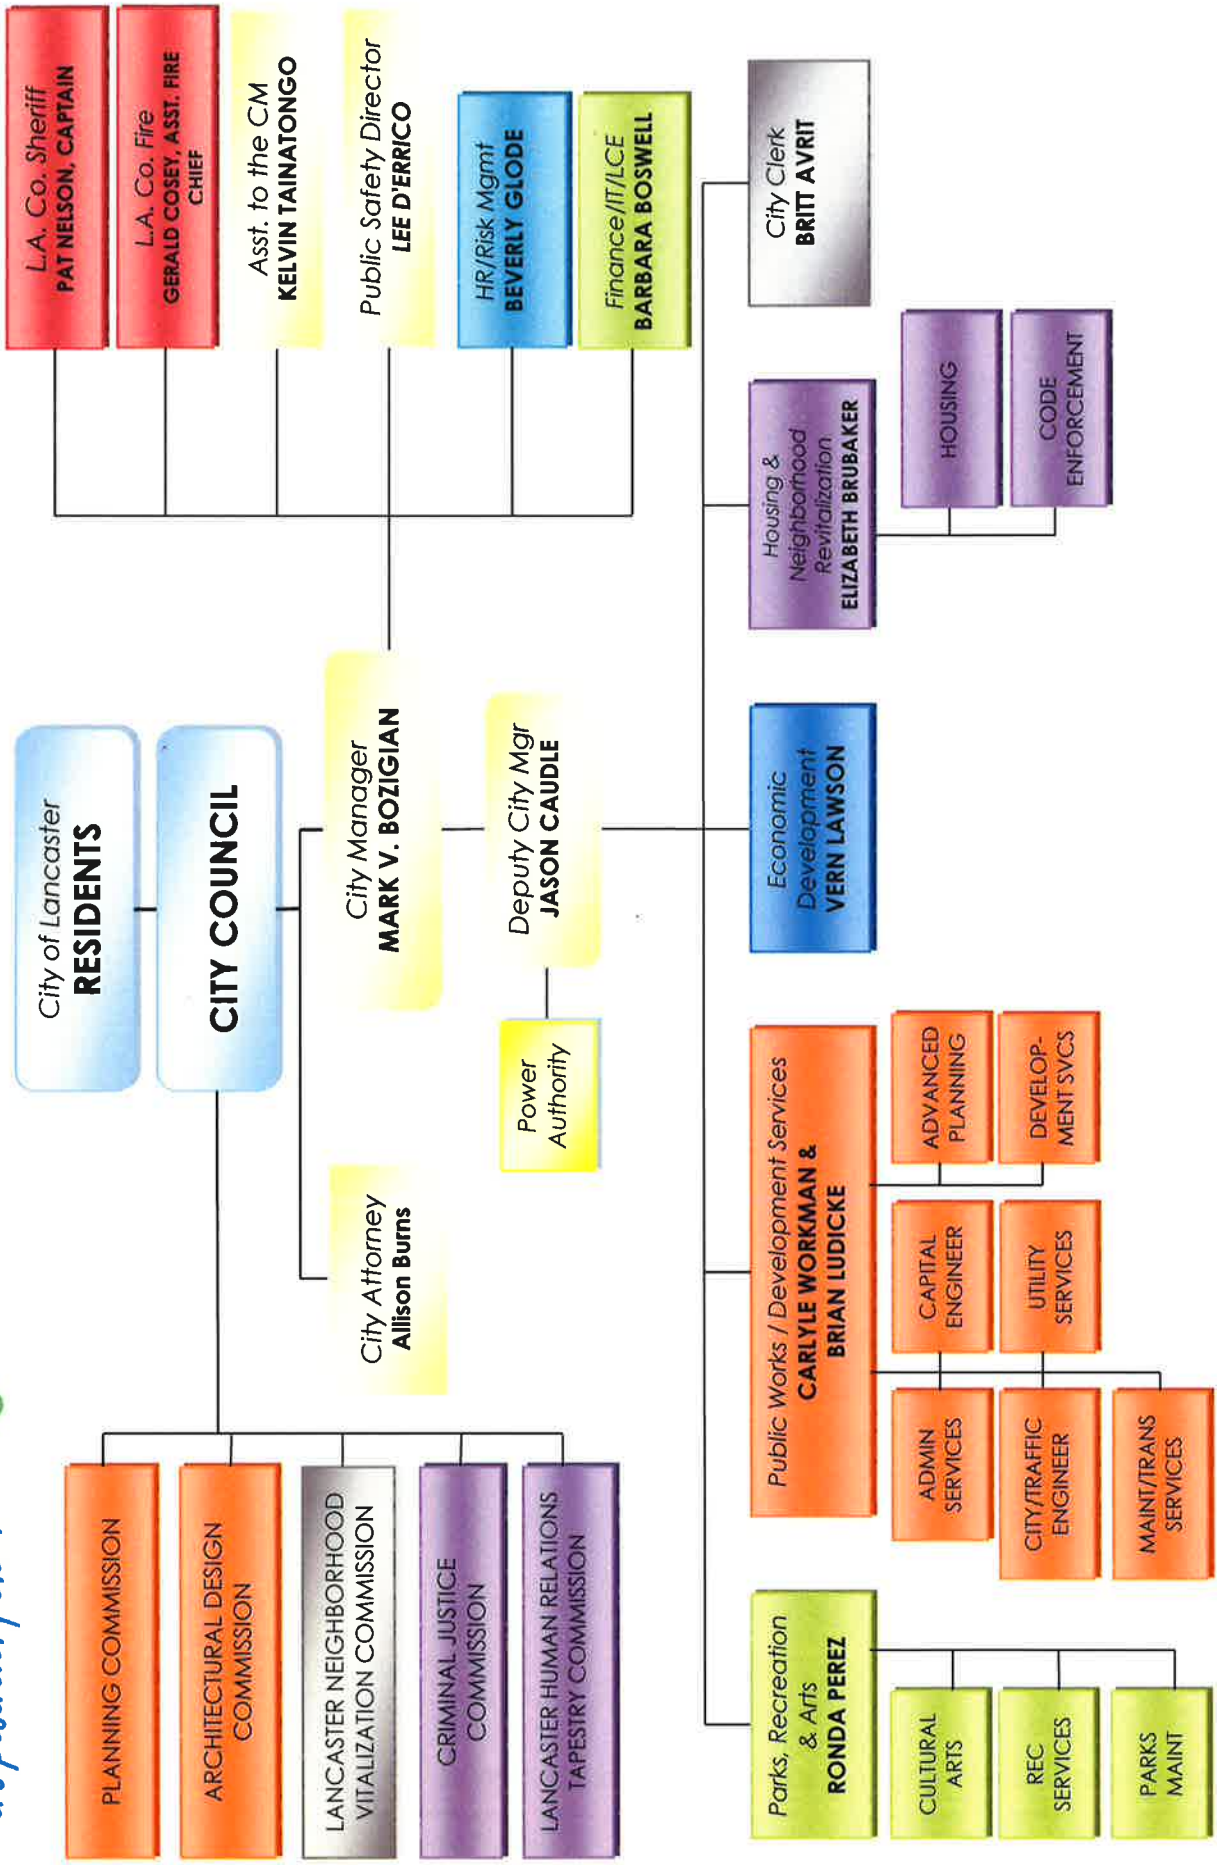 City of Lancaster
RESIDENTS
CITY COUNCIL
PLANNING COMMISSION
ARCHITECTURAL DESIGN
COMMISSION
LANCASTER NEIGHBORHOOD
VITALIZATION COMMISSION
CRIMINAL JUSTICE
COMMISSION
LANCASTER HUMAN RELATIONS
TAPESTRY COMMISSION
City Attorney
Allison Burns
City Manager
MARK V. BOZIGIAN
Deputy City Mgr
JASON CAUDLE
Power
Authority
L.A. Co. Sheriff
PAT NELSON, CAPTAIN
L.A. Co. Fire
GERALD COSEY, ASST. FIRE
CHIEF
Asst. to the CM
KELVIN TAINATONGO
Public Safety Director
LEE D'ERRICO
HR/Risk Mgmt
BEVERLY GLODE
Finance/IT/LCE
BARBARA BOSWELL
Parks, Recreation
& Arts
RONDA PEREZ
CULTURAL
ARTS
REC
SERVICES
PARKS
MAINT
Public Works / Development Services
CARLYLE WORKMAN &
BRIAN LUDICKE
ADMIN
SERVICES
CAPITAL
ENGINEER
CITY/TRAFFIC
ENGINEER
UTILITY
SERVICES
MAINT/TRANS
SERVICES
ADVANCED
PLANNING
DEVELOP-
MENT SVCS
Economic
Development
VERN LAWSON
Housing &
Neighborhood
Revitalization
ELIZABETH BRUBAKER
HOUSING
CODE
ENFORCEMENT
City Clerk
BRITT AVRIT